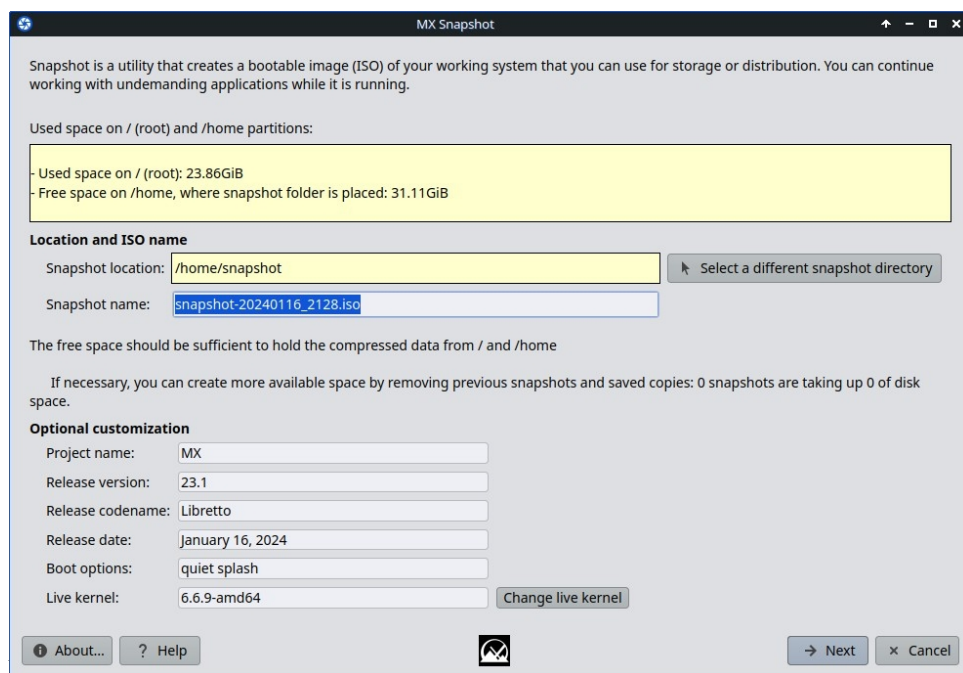 MX Snapshot
Snapshot is a utility that creates a bootable image (ISO) of your working system that you can use for storage or distribution. You can continue
working with undemanding applications while it is running.
Used space on / (root) and /home partitions:
- Used space on / (root): 23.86GiB
- Free space on /home, where snapshot folder is placed: 31.11GiB
Location and ISO name
Snapshot location: /home/snapshot Select a different snapshot directory
Snapshot name: snapshot-20240116_2128.iso
The free space should be sufficient to hold the compressed data from / and /home
If necessary, you can create more available space by removing previous snapshots and saved copies: 0 snapshots are taking up 0 of disk
space.
Optional customization
Project name: MX
Release version: 23.1
Release codename: Libretto
Release date: January 16, 2024
Boot options: quiet splash
Live kernel: 6.6.9-amd64 Change live kernel
About... ? Help Next Cancel